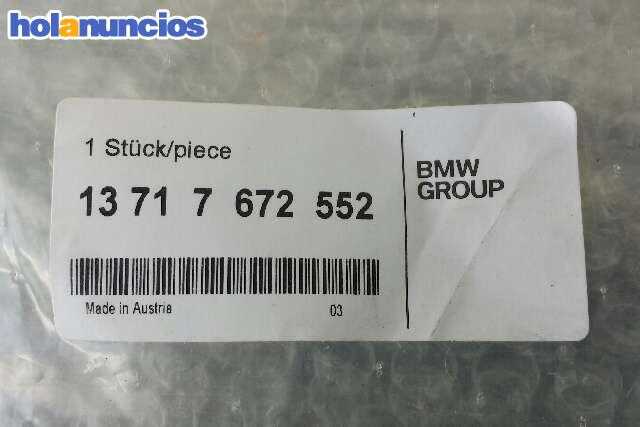 holanuncios
1 Stück/piece
13 71 7 672 552
BMW
GROUP
Made in Austria
03